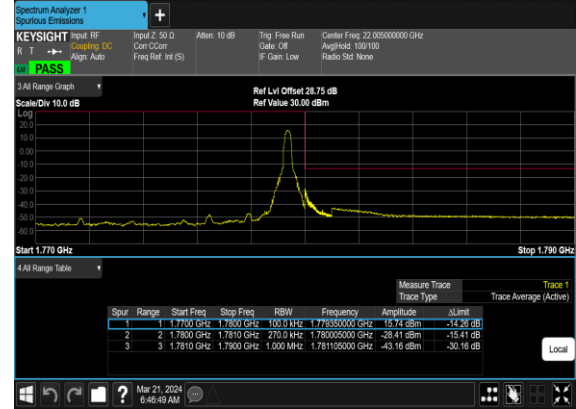 Spectrum Analyzer 1
Spurious Emissions
KEYSIGHT Input: RF
R T Coupling: DC
Align: Auto
Input Z: 50 Ω
Corr CCorr
Freq Ref: Int (S)
Atten: 10 dB
Trig: Free Run
Gate: Off
IF Gain: Low
Center Freq: 22.005000000 GHz
Avg|Hold: 100/100
Radio Std: None
LNI PASS
3 All Range Graph
Scale/Div 10.0 dB
Ref Lvl Offset 28.75 dB
Ref Value 30.00 dBm
Log
20.0
10.0
0.00
-10.0
-20.0
-30.0
-40.0
-50.0
-60.0
Start 1.770 GHz
Stop 1.790 GHz
4 All Range Table
Measure Trace Trace 1
Trace Type Trace Average (Active)
Spur Range Start Freq Stop Freq RBW Frequency Amplitude ΔLimit
1 1 1.7700 GHz 1.7800 GHz 100.0 kHz 1.779350000 GHz 15.74 dBm -14.26 dB
2 2 1.7800 GHz 1.7810 GHz 270.0 kHz 1.780005000 GHz -28.41 dBm -15.41 dB
3 3 1.7810 GHz 1.7900 GHz 1.000 MHz 1.781105000 GHz -43.16 dBm -30.16 dB
Local
Mar 21, 2024
6:46:49 AM